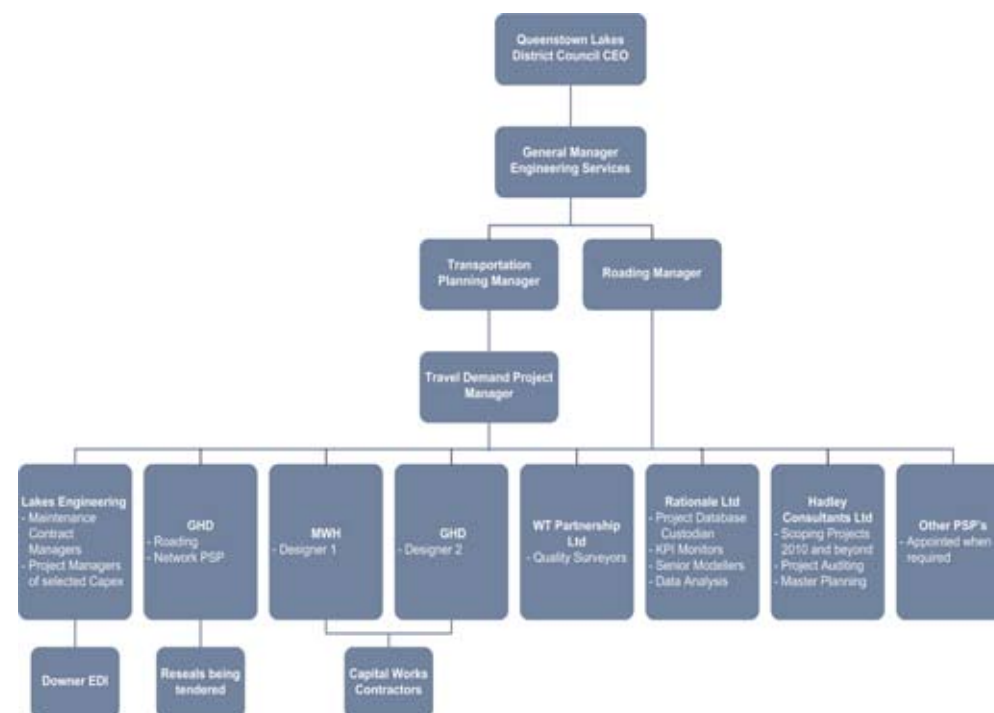 Queenstown Lakes
District Council CEO
General Manager
Engineering Services
Transportation
Planning Manager
Roading Manager
Travel Demand Project
Manager
Lakes Engineering
- Maintenance
Contract
Managers
- Project Managers
of selected Capex
GHD
- Roading
- Network PSP
MWH
- Designer 1
GHD
- Designer 2
WT Partnership
Ltd
- Quality Surveyors
Rationale Ltd
- Project Database
Custodian
- KPI Monitors
- Senior Modellers
- Data Analysis
Hadley
Consultants Ltd
- Scoping Projects
2010 and beyond
- Project Auditing
- Master Planning
Other PSP's
- Appointed when
required
Downer EDI
Reseals being
tendered
Capital Works
Contractors